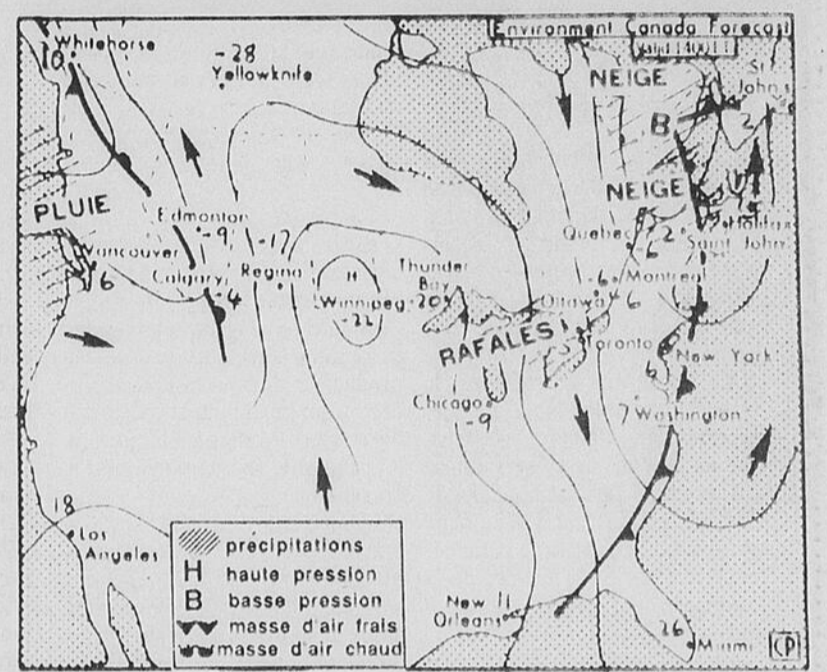 Environment Canada Forecast
Whitehorse
10
-28
Yellowknife
NEIGE
St
John's
B
2
NEIGE
PLUIE
Edmonton
-9
-17
Quebec
-6
2
Halifax
Saint John
Vancouver
6
Calgary
-4
Regina
H
Winnipeg
-22
Thunder
Bay
-20
-6
Montreal
Ottawa
6
RAFALES
Toronto
New York
6
Chicago
-9
7
Washington
18
Los
Angeles
précipitations
H haute pression
B basse pression
masse d'air frais
masse d'air chaud
New 11
Orleans
26
Miami
CP